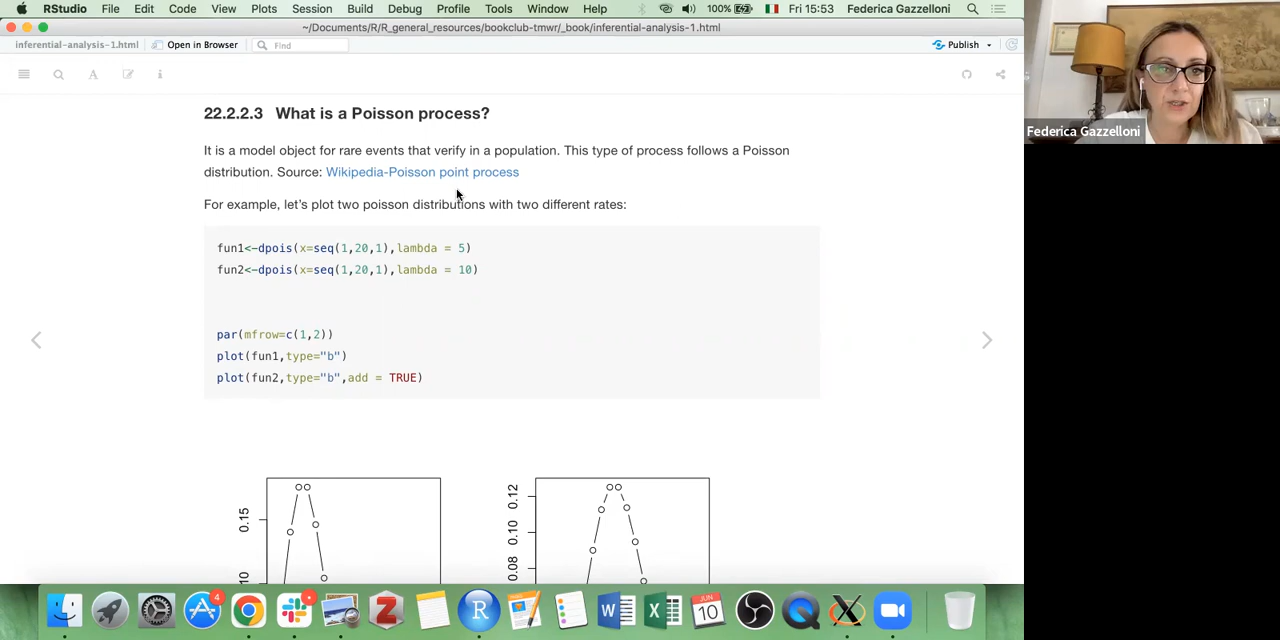 RStudio File Edit Code View Plots Session Build Debug Profile Tools Window Help 100% Fri 15:53 Federica Gazzelloni
~/Documents/R/R_general_resources/bookclub-tmwr/_book/inferential-analysis-1.html
inferential-analysis-1.html Open in Browser Find Publish
Federica Gazzelloni
22.2.2.3 What is a Poisson process?
It is a model object for rare events that verify in a population. This type of process follows a Poisson
distribution. Source: Wikipedia-Poisson point process
For example, let's plot two poisson distributions with two different rates:
fun1<-dpois(x=seq(1,20,1),lambda = 5)
fun2<-dpois(x=seq(1,20,1),lambda = 10)
par(mfrow=c(1,2))
plot(fun1,type="b")
plot(fun2,type="b",add = TRUE)
0.15
10
0.12
0.10
0.08
4
JUN
10